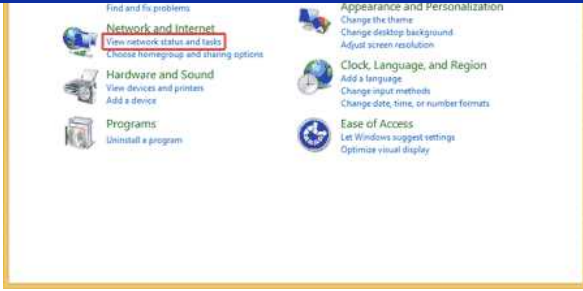 Find and fix problems
Network and Internet
View network status and tasks
Choose homegroup and sharing options
Hardware and Sound
View devices and printers
Add a device
Programs
Uninstall a program
Appearance and Personalization
Change the theme
Change desktop background
Adjust screen resolution
Clock, Language, and Region
Add a language
Change input methods
Change date, time, or number formats
Ease of Access
Let Windows suggest settings
Optimize visual display